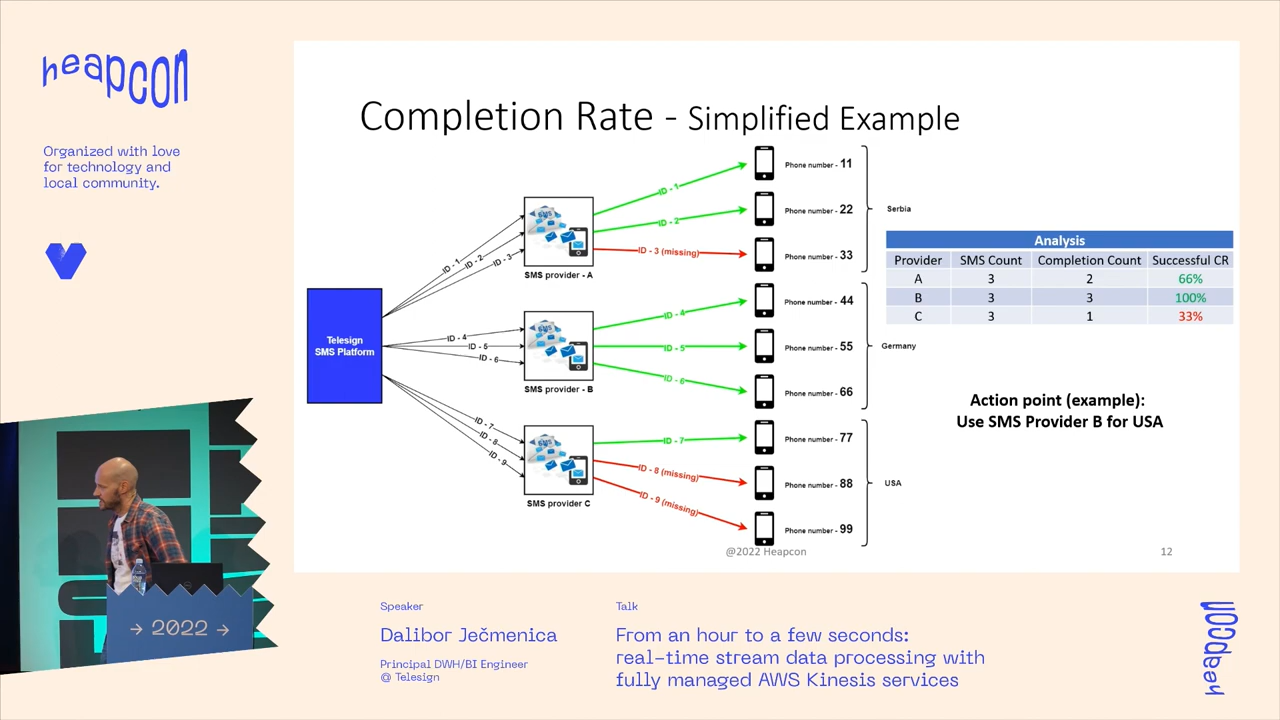 heapcon
Organized with love
for technology and
local community.
Completion Rate - Simplified Example
Telesign
SMS Platform
ID - 1
ID - 2
ID - 3
ID - 4
ID - 5
ID - 6
ID - 7
ID - 8
ID - 9
SMS provider - A
SMS provider - B
SMS provider C
ID - 1
ID - 2
ID - 3 (missing)
ID - 4
ID - 5
ID - 6
ID - 7
ID - 8 (missing)
ID - 9 (missing)
Phone number - 11
Phone number - 22
Phone number - 33
Phone number - 44
Phone number - 55
Phone number - 66
Phone number - 77
Phone number - 88
Phone number - 99
Serbia
Germany
USA
Analysis
Provider SMS Count Completion Count Successful CR
A 3 2 66%
B 3 3 100%
C 3 1 33%
Action point (example):
Use SMS Provider B for USA
@2022 Heapcon
12
→ 2022 →
Speaker
Dalibor Ječmenica
Principal DWH/BI Engineer
@ Telesign
Talk
From an hour to a few seconds:
real-time stream data processing with
fully managed AWS Kinesis services
heapcon